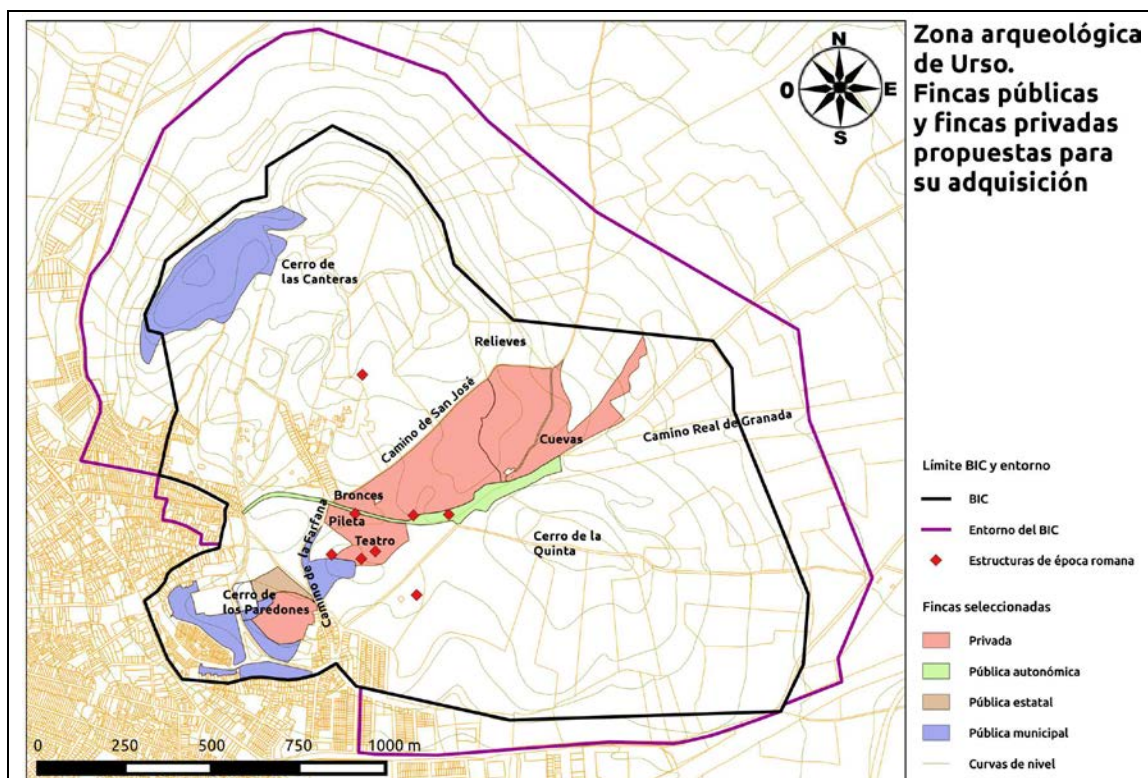 Zona arqueológica
de Urso.
Fincas públicas
y fincas privadas
propuestas para
su adquisición
N
O
E
S
Cerro de
las Canteras
Relieves
Camino de San José
Cuevas
Camino Real de Granada
Bronces
Pileta
Teatro
Camino de la Farfana
Cerro de la
Quinta
Cerro de
los Paredones
Límite BIC y entorno
BIC
Entorno del BIC
Estructuras de época romana
Fincas seleccionadas
Privada
Pública autonómica
Pública estatal
Pública municipal
Curvas de nivel
0 250 500 750 1000 m